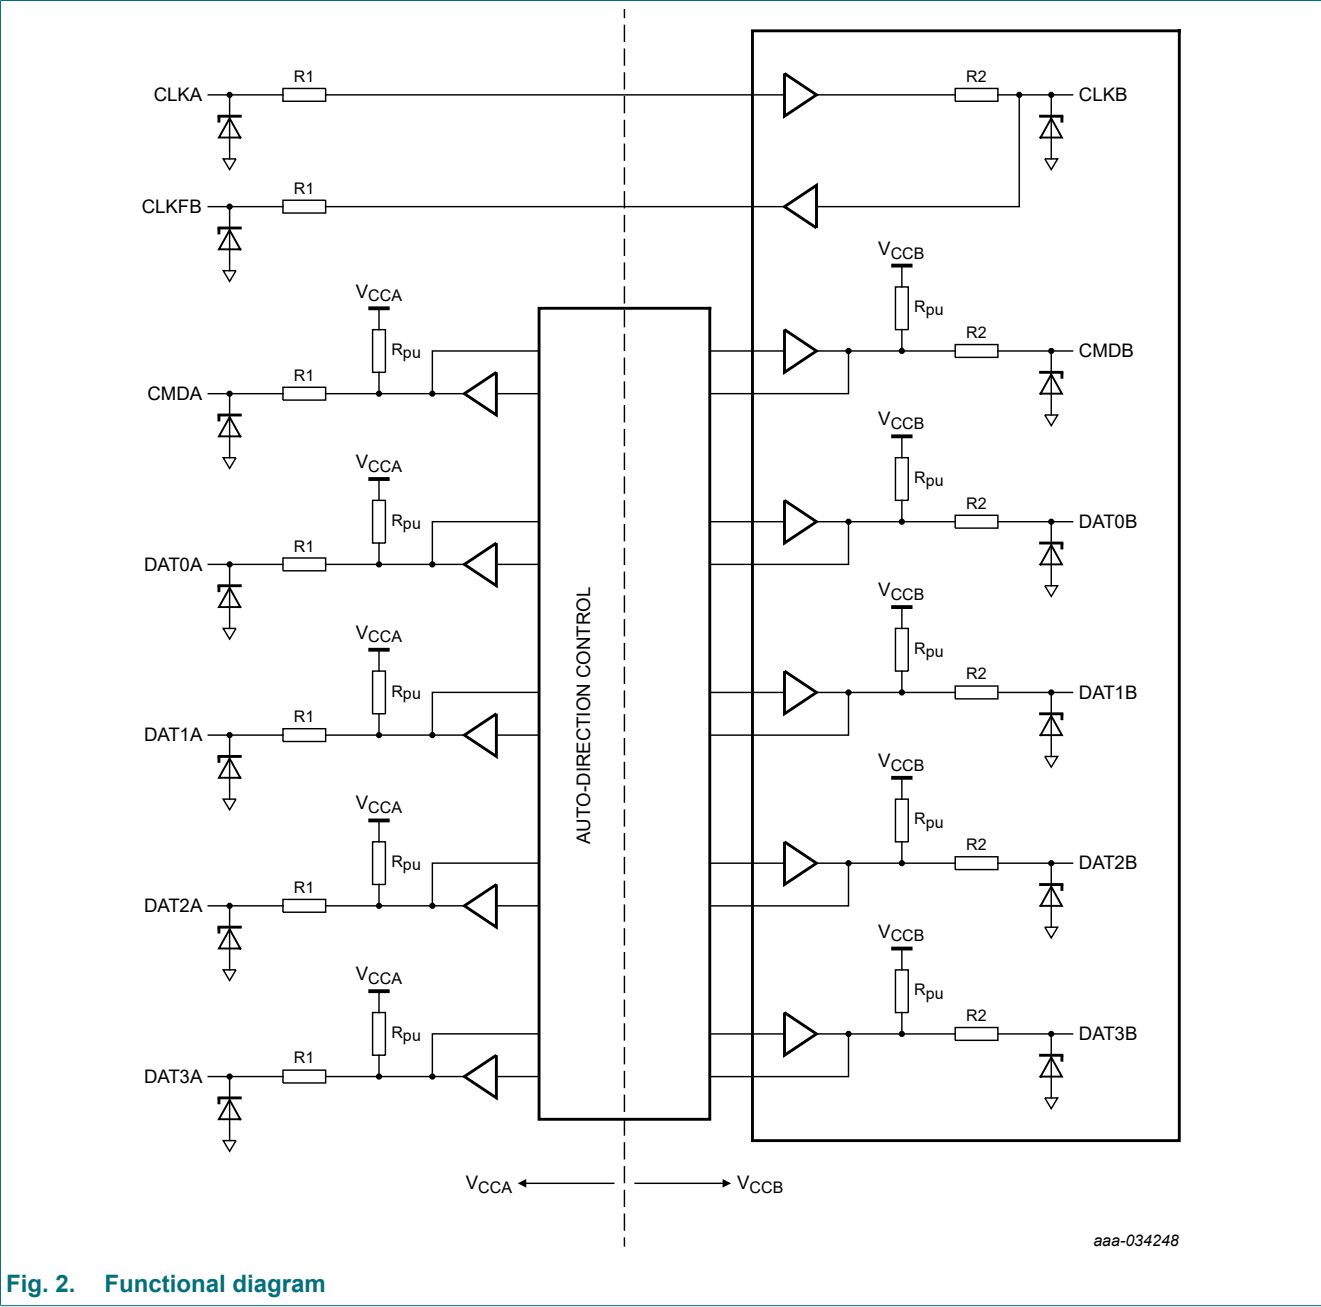 R1
R2
CLKA
CLKB
R1
CLKFB
VCCB
VCCA
Rpu
R2
Rpu
CMDB
R1
CMDA
VCCB
VCCA
Rpu
R2
Rpu
DAT0B
R1
DAT0A
VCCB
VCCA
Rpu
R2
Rpu
DAT1B
R1
DAT1A
AUTO-DIRECTION CONTROL
VCCB
VCCA
Rpu
R2
Rpu
DAT2B
R1
DAT2A
VCCB
VCCA
Rpu
R2
Rpu
DAT3B
R1
DAT3A
VCCA
VCCB
aaa-034248
Fig. 2. Functional diagram